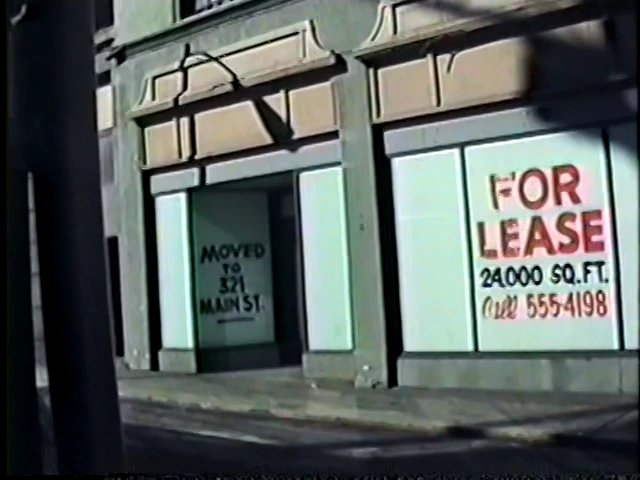 MOVED
TO
321
MAIN ST.
FOR
LEASE
24,000 SQ. FT.
Call 555-4198